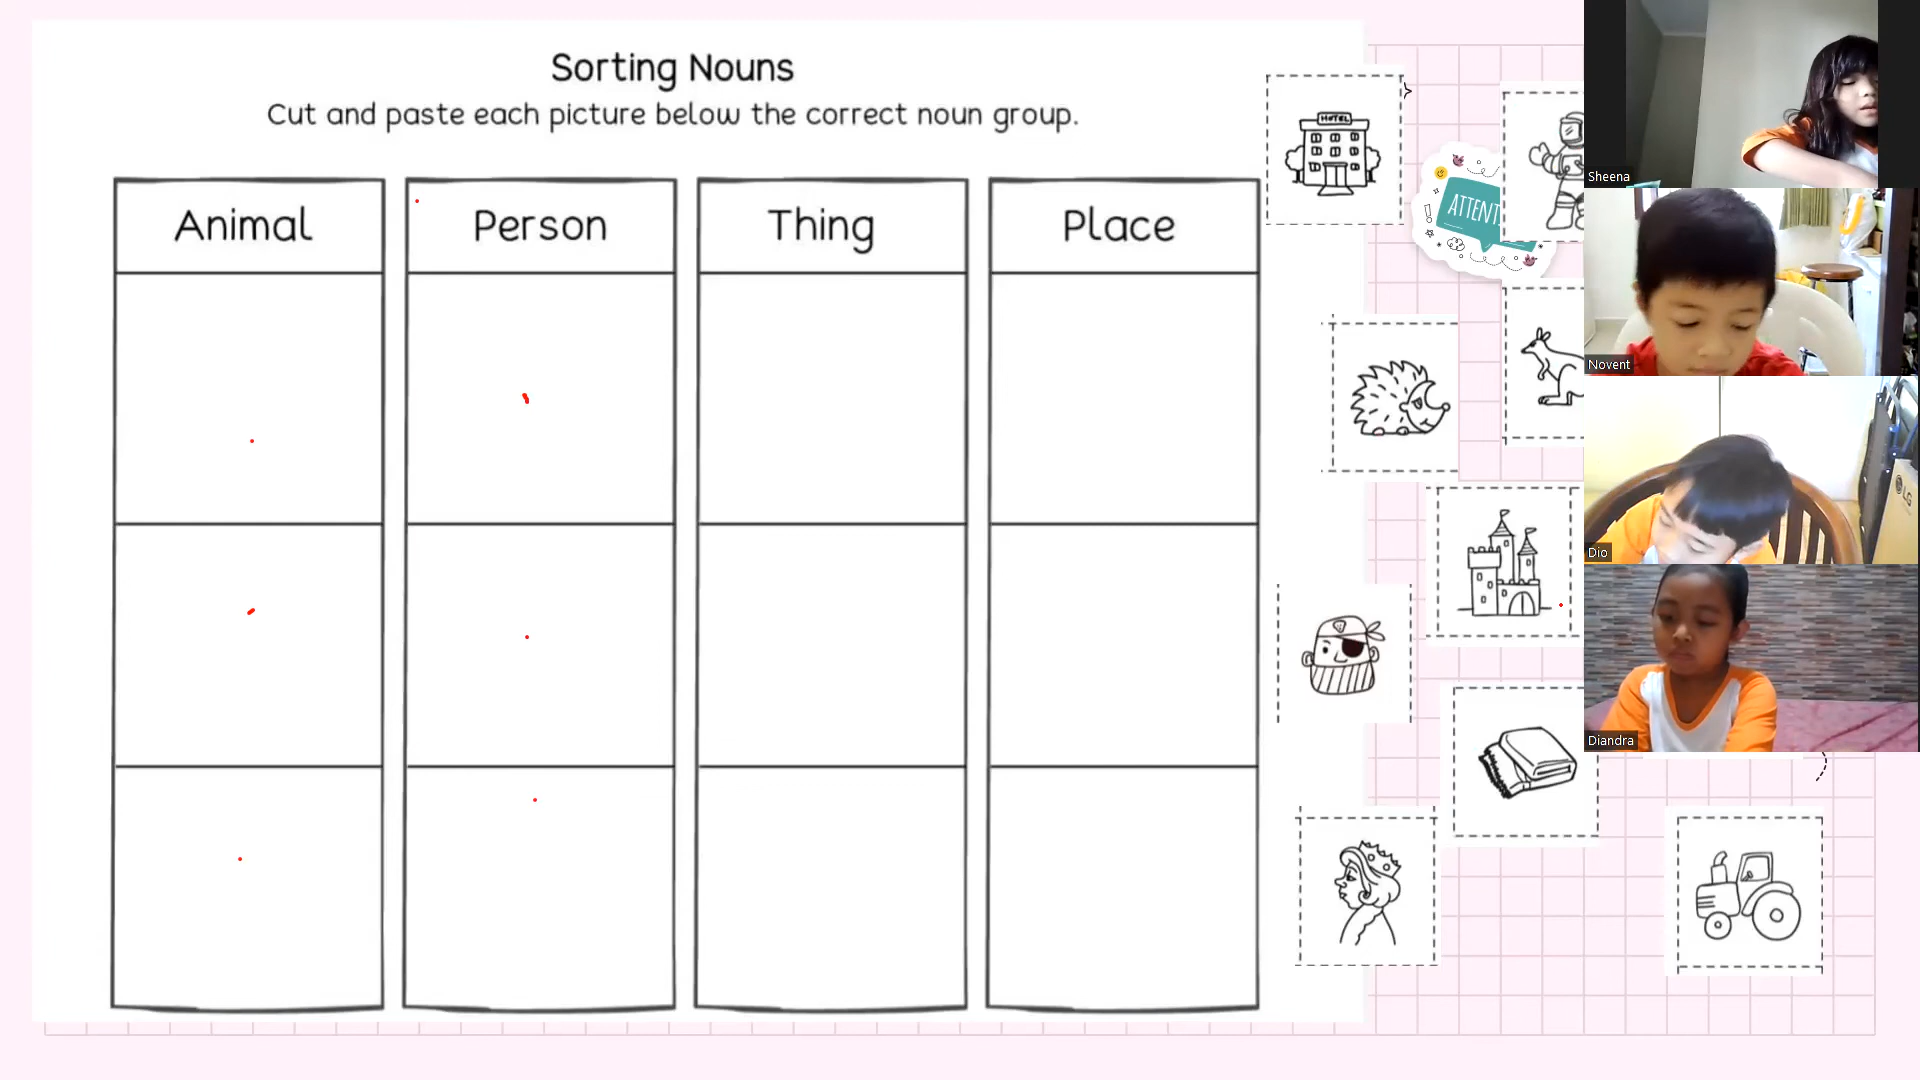 Sorting Nouns
Cut and paste each picture below the correct noun group.
Animal
Person
Thing
Place
HOTEL
Sheena
Novent
Dio
LG
Diandra